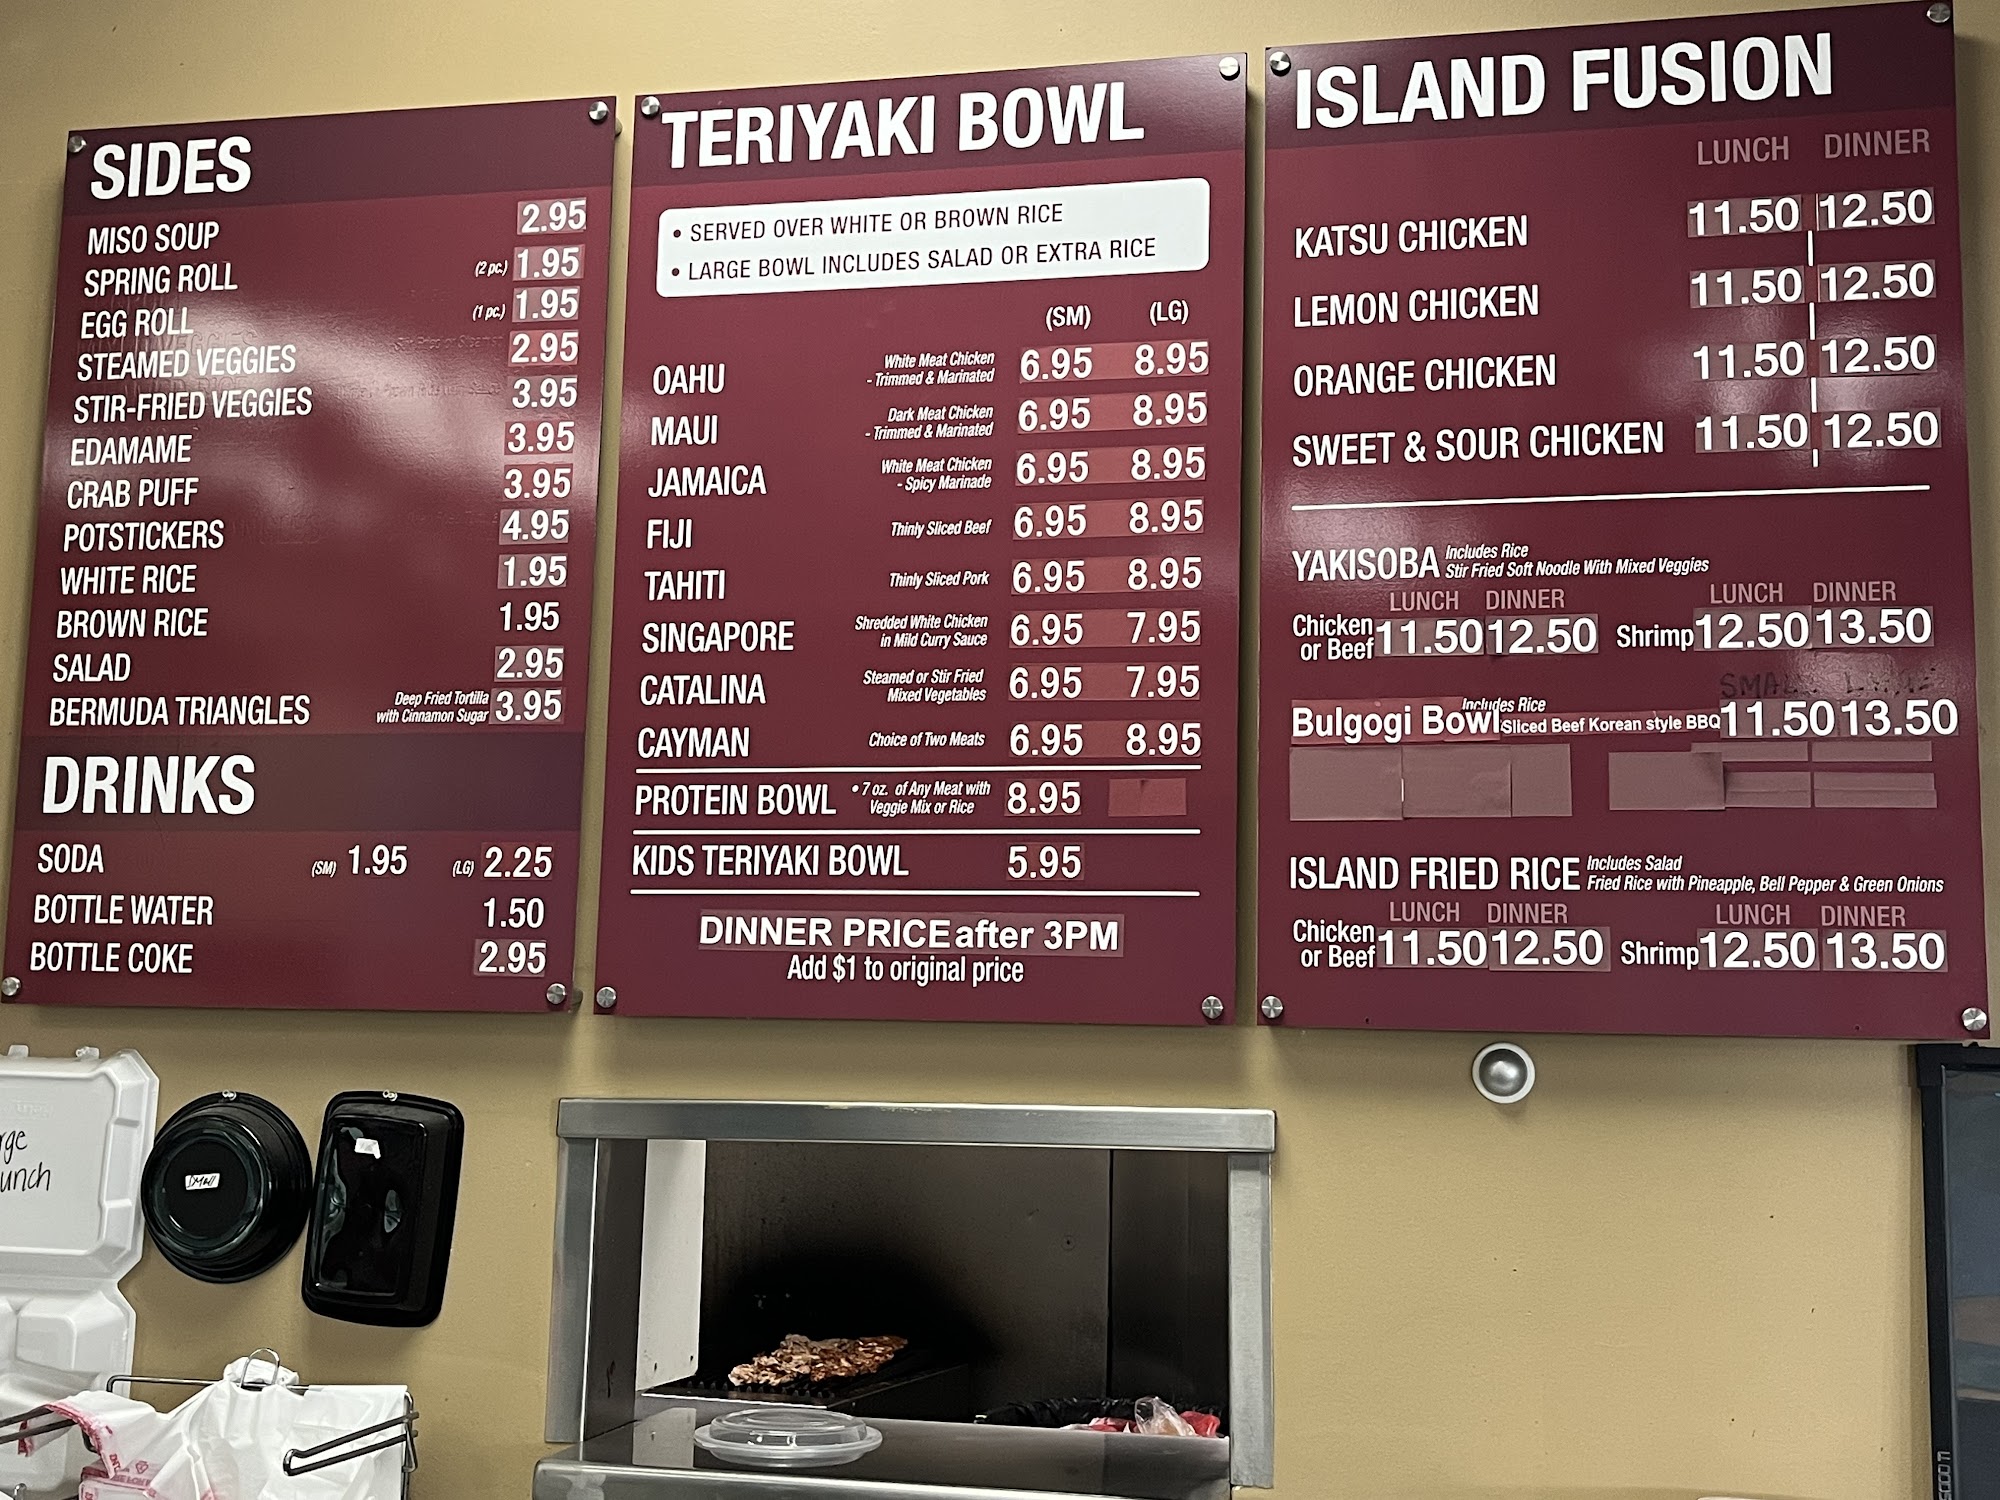 SIDES
MISO SOUP 2.95
SPRING ROLL (2 pc.) 1.95
EGG ROLL (1 pc.) 1.95
STEAMED VEGGIES 2.95
STIR-FRIED VEGGIES 3.95
EDAMAME 3.95
CRAB PUFF 3.95
POTSTICKERS 4.95
WHITE RICE 1.95
BROWN RICE 1.95
SALAD 2.95
BERMUDA TRIANGLES Deep Fried Tortilla with Cinnamon Sugar 3.95
DRINKS
SODA (SM) 1.95 (LG) 2.25
BOTTLE WATER 1.50
BOTTLE COKE 2.95
TERIYAKI BOWL
• SERVED OVER WHITE OR BROWN RICE
• LARGE BOWL INCLUDES SALAD OR EXTRA RICE
(SM) (LG)
OAHU White Meat Chicken - Trimmed & Marinated 6.95 8.95
MAUI Dark Meat Chicken - Trimmed & Marinated 6.95 8.95
JAMAICA White Meat Chicken - Spicy Marinade 6.95 8.95
FIJI Thinly Sliced Beef 6.95 8.95
TAHITI Thinly Sliced Pork 6.95 8.95
SINGAPORE Shredded White Chicken in Mild Curry Sauce 6.95 7.95
CATALINA Steamed or Stir Fried Mixed Vegetables 6.95 7.95
CAYMAN Choice of Two Meats 6.95 8.95
PROTEIN BOWL • 7 oz. of Any Meat with Veggie Mix or Rice 8.95
KIDS TERIYAKI BOWL 5.95
DINNER PRICE after 3PM
Add $1 to original price
ISLAND FUSION
LUNCH DINNER
KATSU CHICKEN 11.50 12.50
LEMON CHICKEN 11.50 12.50
ORANGE CHICKEN 11.50 12.50
SWEET & SOUR CHICKEN 11.50 12.50
YAKISOBA Includes Rice
Stir Fried Soft Noodle With Mixed Veggies
LUNCH DINNER LUNCH DINNER
Chicken or Beef 11.50 12.50 Shrimp 12.50 13.50
SMALL LARGE
Includes Rice
Bulgogi Bowl Sliced Beef Korean style BBQ 11.50 13.50
ISLAND FRIED RICE Includes Salad
Fried Rice with Pineapple, Bell Pepper & Green Onions
LUNCH DINNER LUNCH DINNER
Chicken or Beef 11.50 12.50 Shrimp 12.50 13.50
rge
unch
SMall